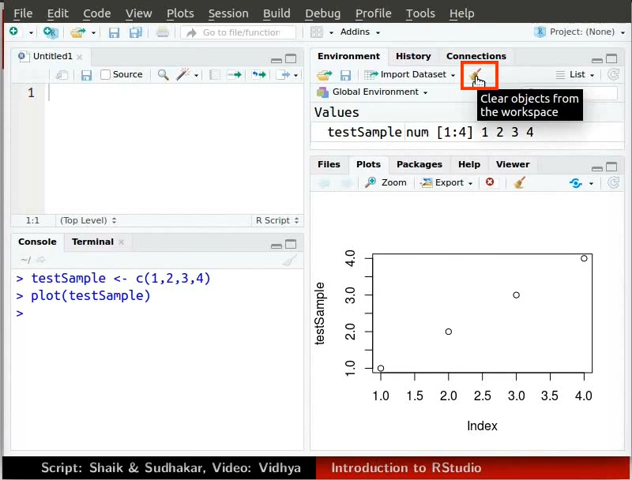 File Edit Code View Plots Session Build Debug Profile Tools Help
Go to file/function Addins Project: (None)
Untitled1
Source
1
1:1 (Top Level) R Script
Console Terminal
~/
> testSample <- c(1,2,3,4)
> plot(testSample)
>
Environment History Connections
Import Dataset List
Global Environment
Clear objects from
the workspace
Values
testSample num [1:4] 1 2 3 4
Files Plots Packages Help Viewer
Zoom Export
testSample
4.0
3.0
2.0
1.0
1.0 1.5 2.0 2.5 3.0 3.5 4.0
Index
Script: Shaik & Sudhakar, Video: Vidhya Introduction to RStudio